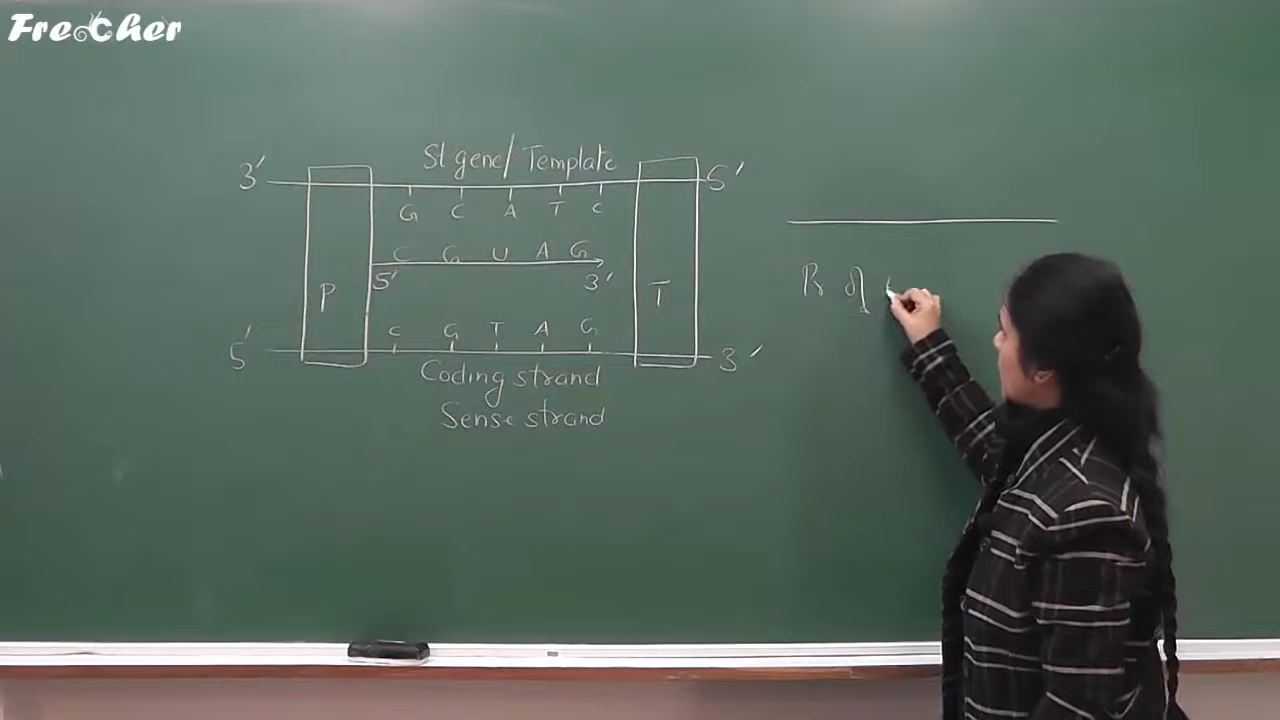 FreeCher
St gene/ Template
3' 5'
G C A T C
C G U A G
5' 3'
P T
C G T A G
5' 3'
Coding strand
Sense strand